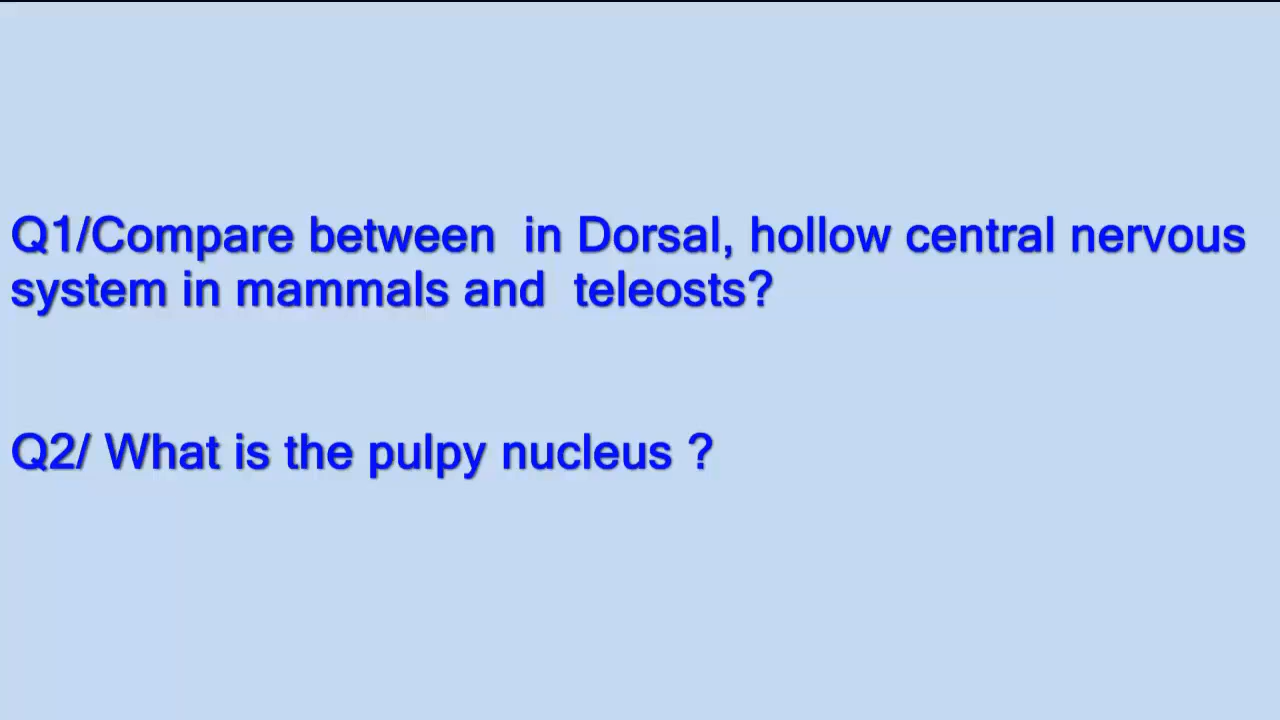 Q1/Compare between  in Dorsal, hollow central nervous
system in mammals and  teleosts?
Q2/ What is the pulpy nucleus ?